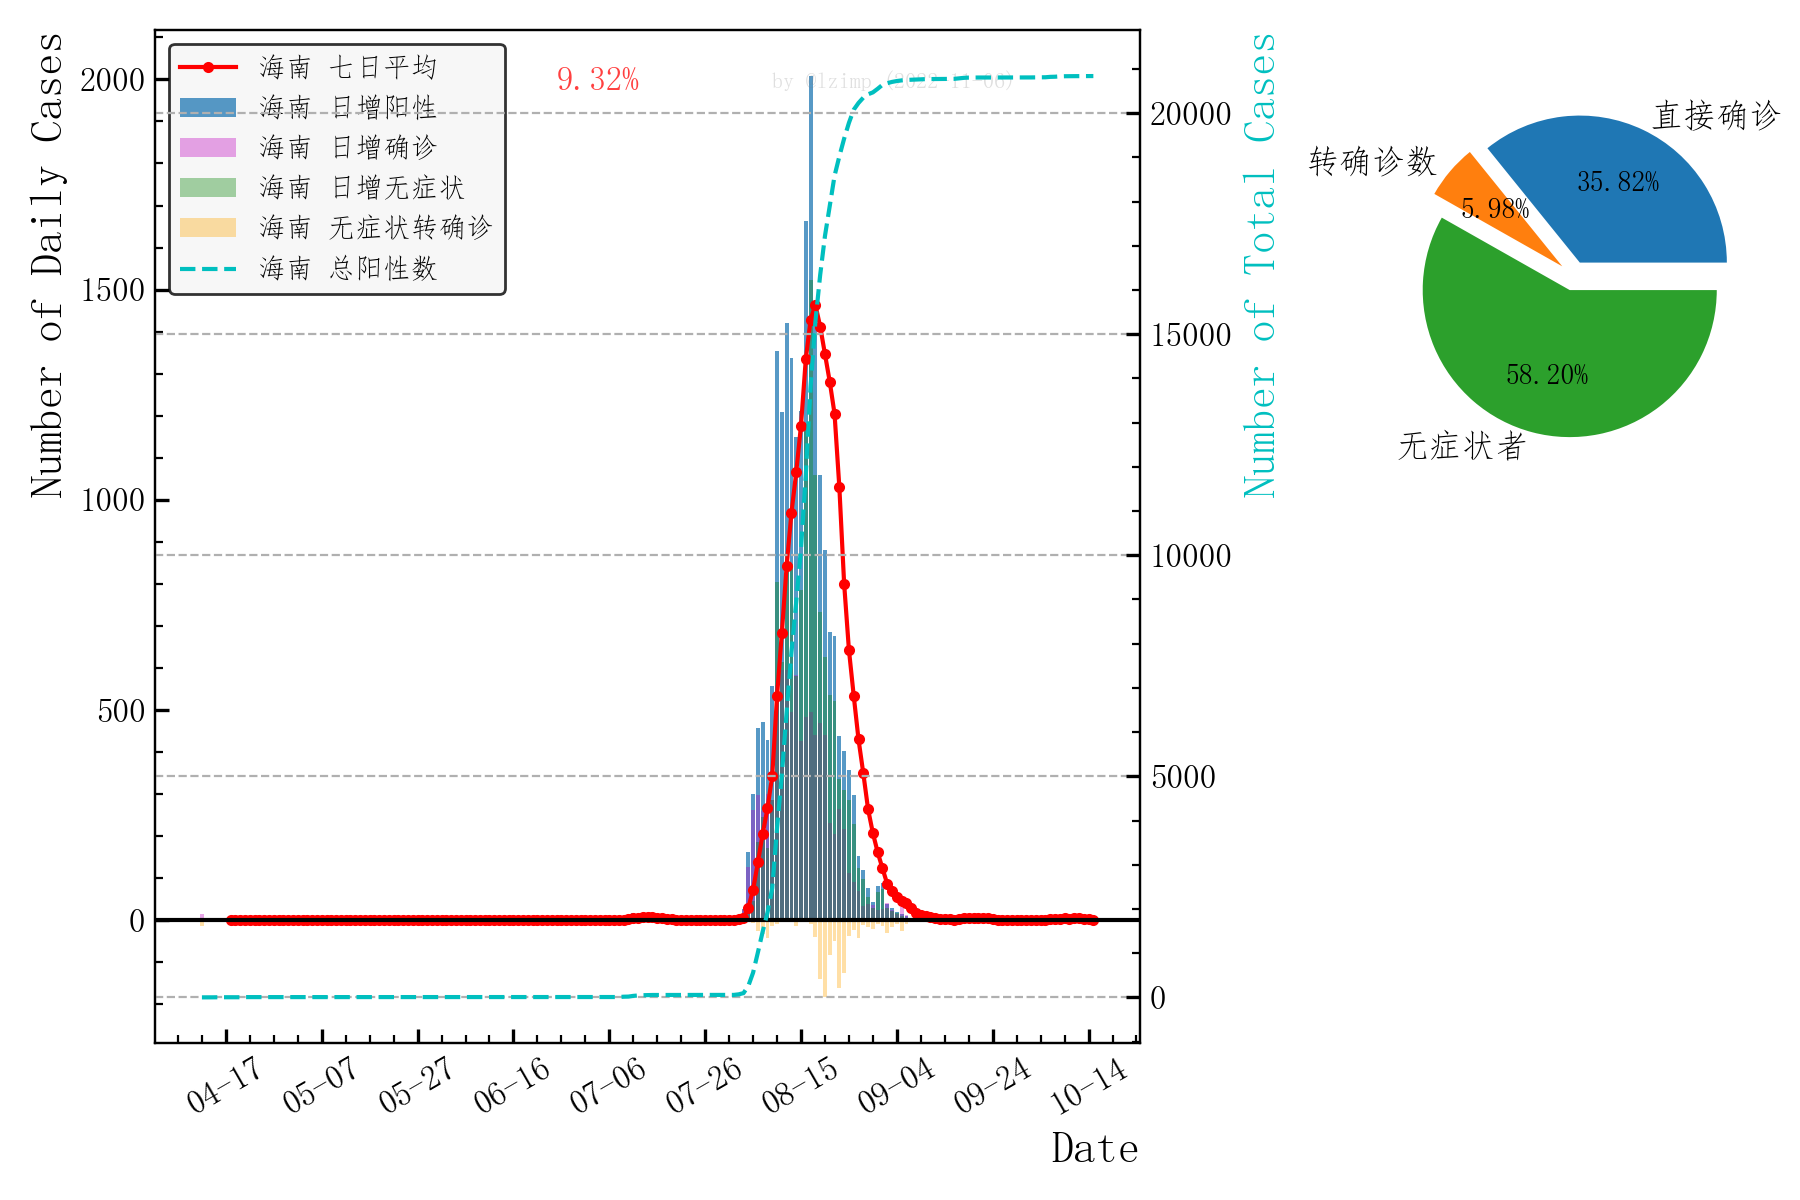 Number of Daily Cases
2000
1500
1000
500
0
海南 七日平均
海南 日增阳性
海南 日增确诊
海南 日增无症状
海南 无症状转确诊
海南 总阳性数
9.32%
20000
15000
10000
5000
0
Number of Total Cases
04-17
05-07
05-27
06-16
07-06
07-26
08-15
09-04
09-24
10-14
Date
直接确诊
转确诊数
35.82%
5.98%
58.20%
无症状者